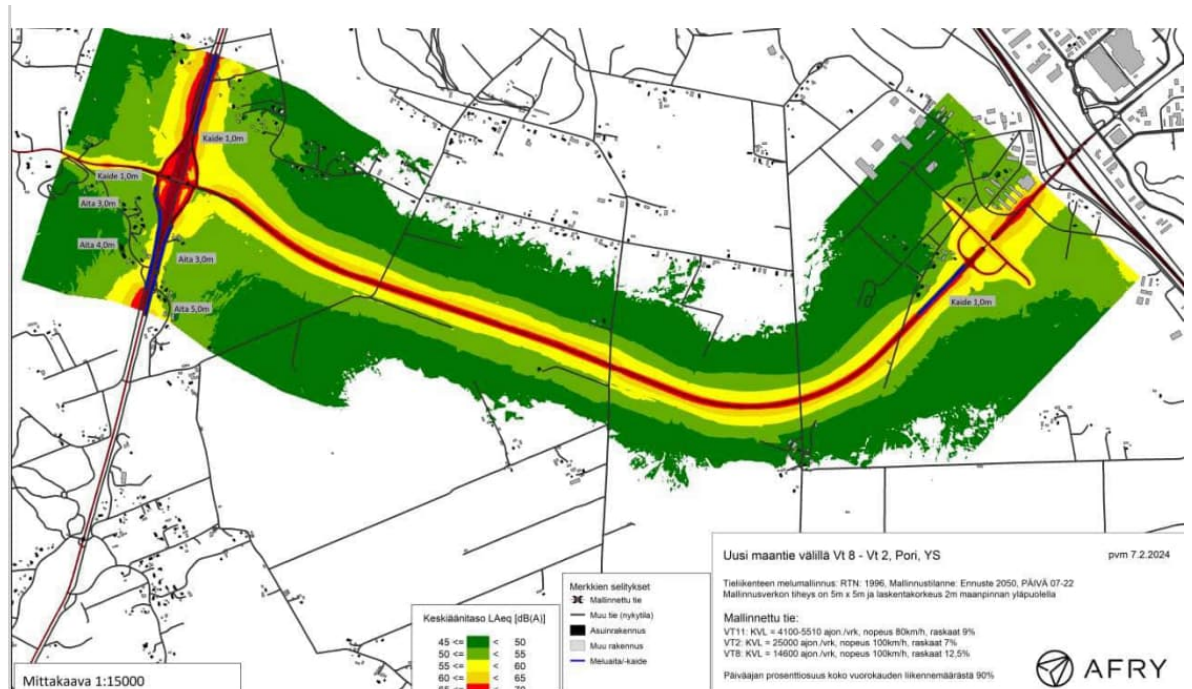 Kaide 1,0m
Kaide 1,0m
Aita 3,0m
Aita 4,0m
Aita 3,0m
Aita 5,0m
Kaide 1,0m
Mittakaava 1:15000
Keskiäänitaso LAeq [dB(A)]
45 <= < 50
50 <= < 55
55 <= < 60
60 <= < 65
65 <= < 70
Merkkien selitykset
Mallinnettu tie
Muu tie (nykytila)
Asuinrakennus
Muu rakennus
Meluaita/-kaide
Uusi maantie välillä Vt 8 - Vt 2, Pori, YS pvm 7.2.2024
Tieliikenteen melumallinnus: RTN: 1996, Mallinnustilanne: Ennuste 2050, PÄIVÄ 07-22
Mallinnusverkon tiheys on 5m x 5m ja laskentakorkeus 2m maanpinnan yläpuolella
Mallinnettu tie:
VT11: KVL = 4100-5510 ajon./vrk, nopeus 80km/h, raskaat 9%
VT2: KVL = 25000 ajon./vrk, nopeus 100km/h, raskaat 7%
VT8: KVL = 14600 ajon./vrk, nopeus 100km/h, raskaat 12,5%
Päiväajan prosenttiosuus koko vuorokauden liikennemäärästä 90%
AFRY